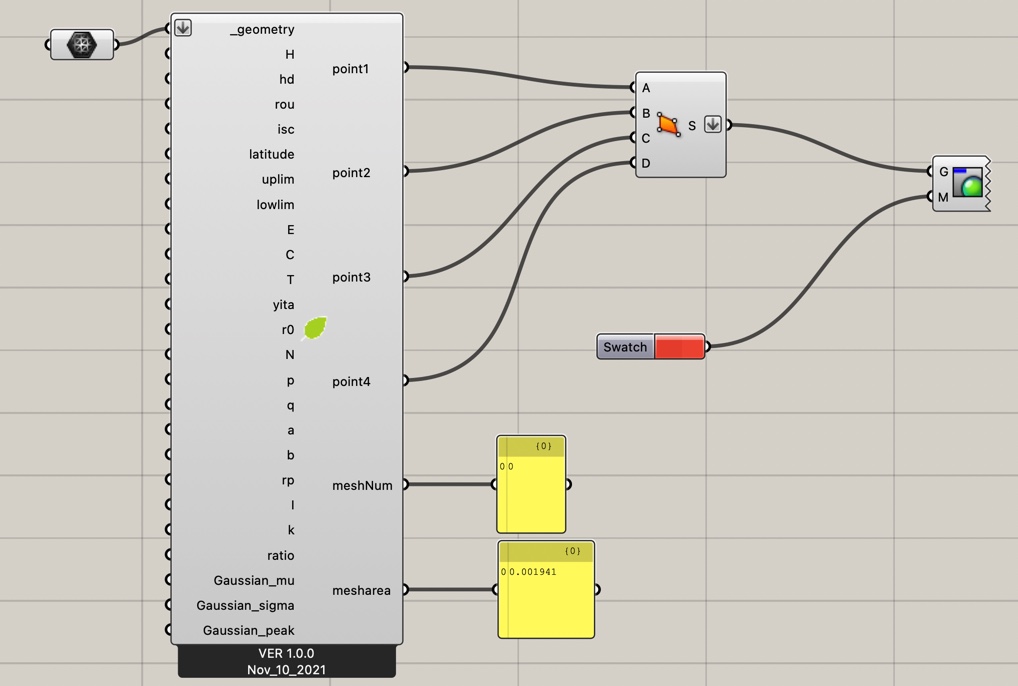 _geometry
H
hd
rou
isc
latitude
uplim
lowlim
E
C
T
yita
r0
N
p
q
a
b
rp
l
k
ratio
Gaussian_mu
Gaussian_sigma
Gaussian_peak
point1
point2
point3
point4
meshNum
mesharea
VER 1.0.0
Nov_10_2021
A
B
C
D
S
G
M
Swatch
{0}
0 0
{0}
0 0.001941